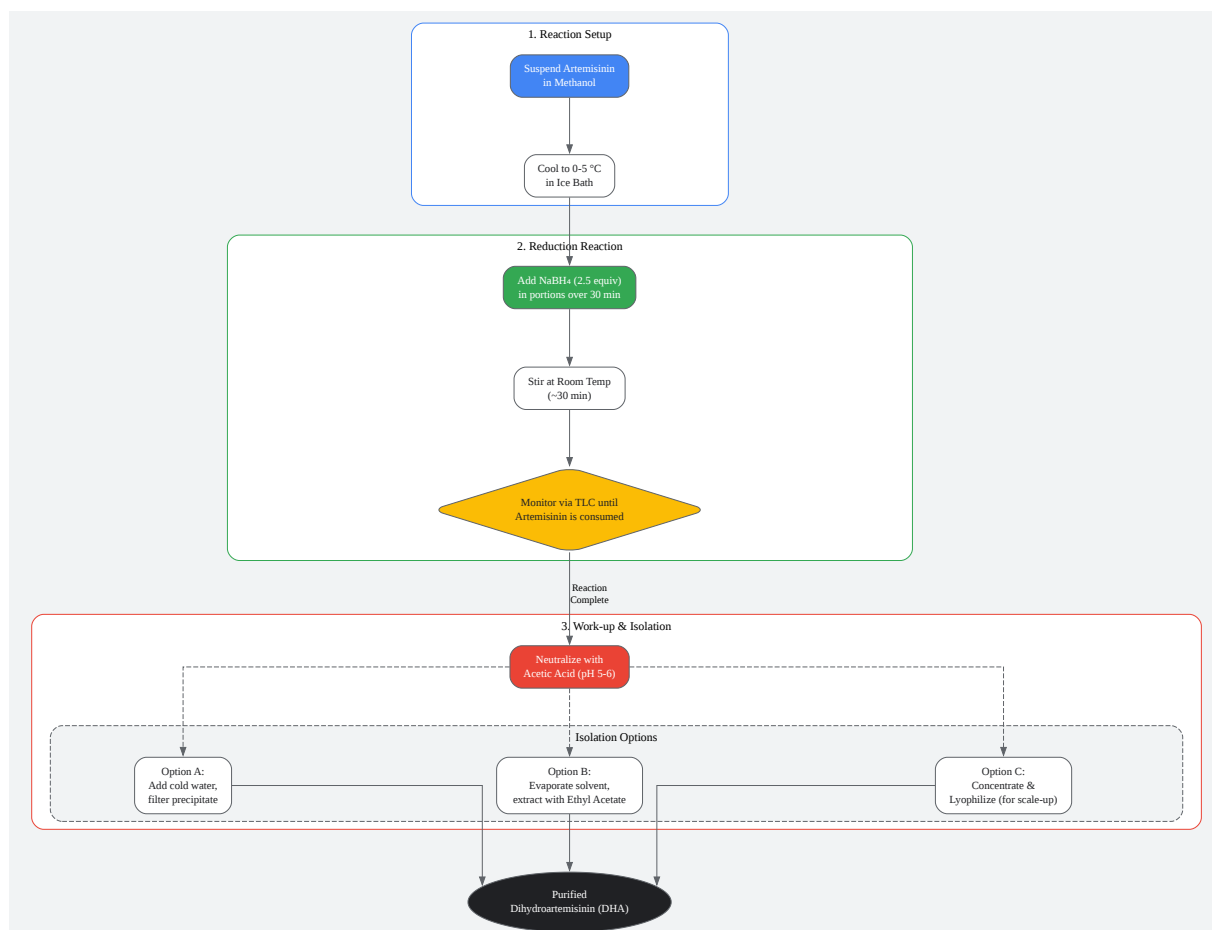 1. Reaction Setup
Suspend Artemisinin
in Methanol
Cool to 0-5 °C
in Ice Bath
2. Reduction Reaction
Add NaBH₄ (2.5 equiv)
in portions over 30 min
Stir at Room Temp
(~30 min)
Monitor via TLC until
Artemisinin is consumed
Reaction
Complete
3. Work-up & Isolation
Neutralize with
Acetic Acid (pH 5-6)
Isolation Options
Option A:
Add cold water,
filter precipitate
Option B:
Evaporate solvent,
extract with Ethyl Acetate
Option C:
Concentrate &
Lyophilize (for scale-up)
Purified
Dihydroartemisinin (DHA)